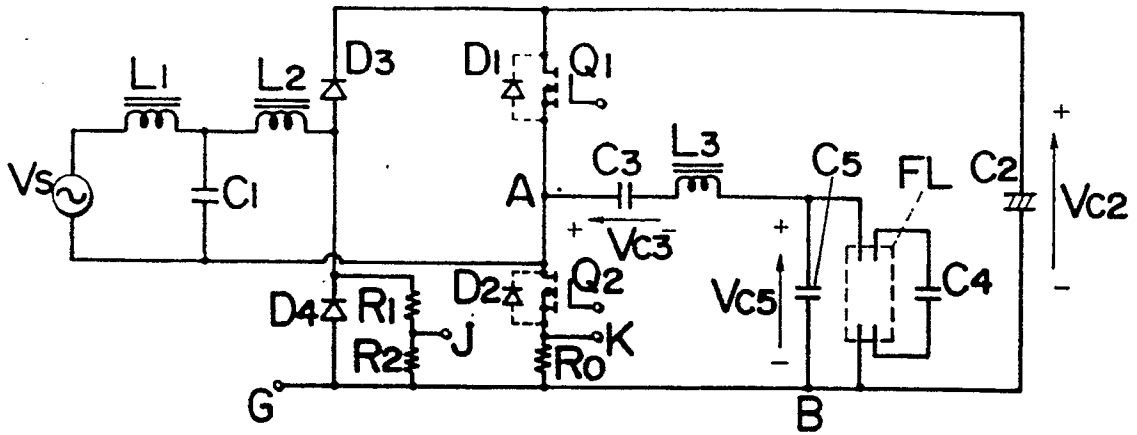 D3
D1
Q1
L1
L2
L3
C3
C5
FL
C2
+
VC2
−
VS
C1
A
+
VC3
−
+
VC5
−
C4
D4
R1
D2
Q2
J
R2
K
R0
G
B